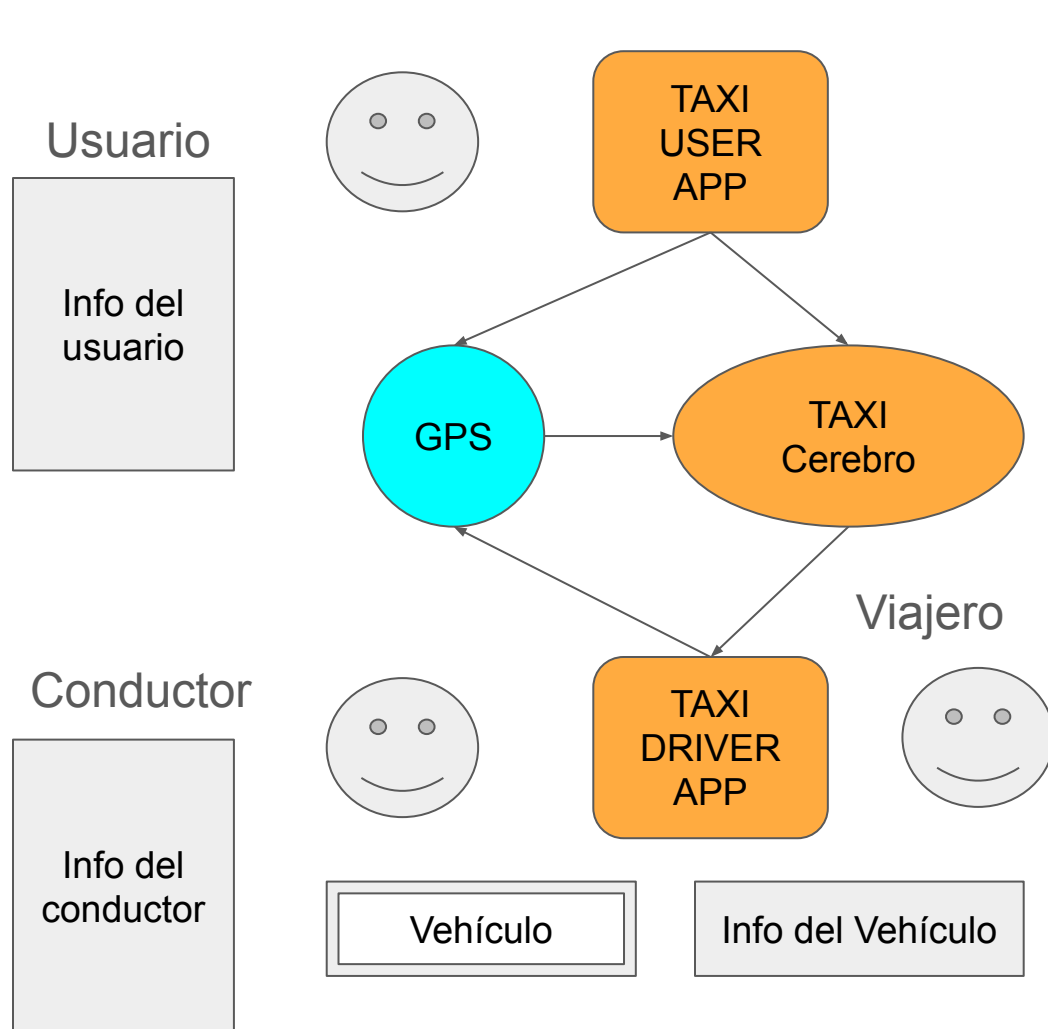 Usuario
TAXI
USER
APP
Info del
usuario
GPS
TAXI
Cerebro
Viajero
Conductor
TAXI
DRIVER
APP
Info del
conductor
Vehículo
Info del Vehículo